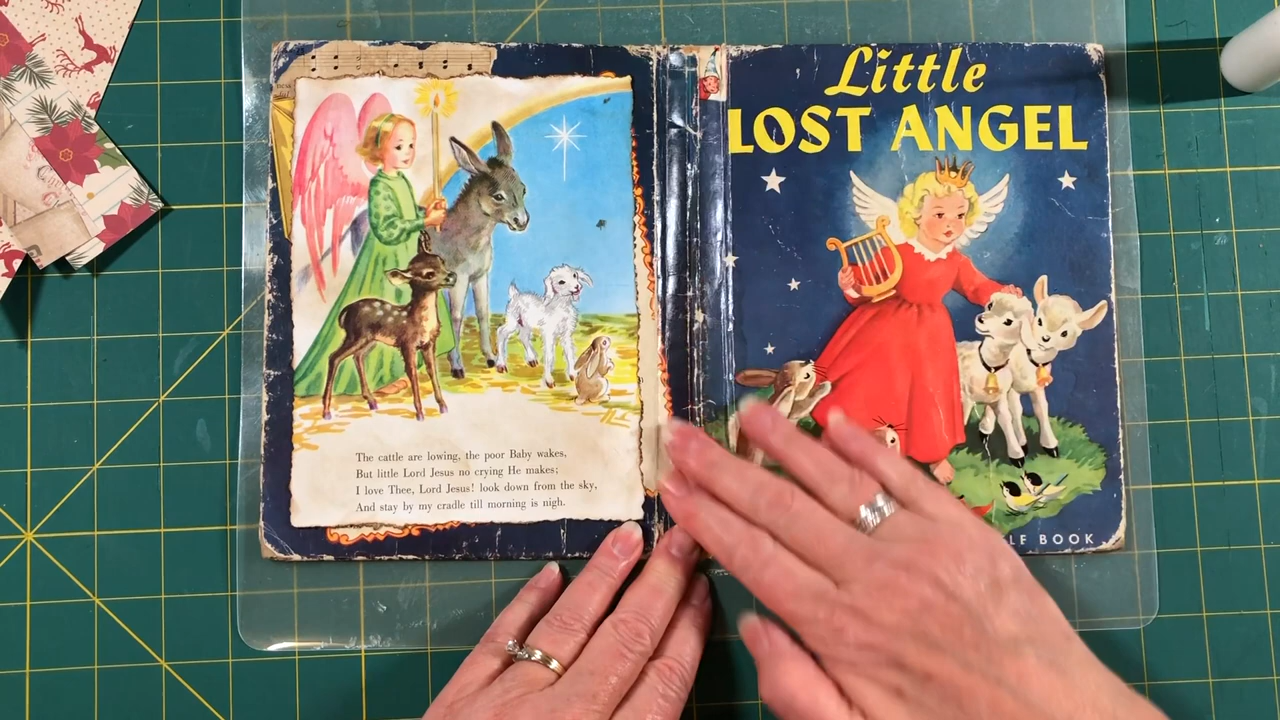 The cattle are lowing, the poor Baby wakes,
But little Lord Jesus no crying He makes;
I love Thee, Lord Jesus! look down from the sky,
And stay by my cradle till morning is nigh.
Little
LOST ANGEL
LF BOOK